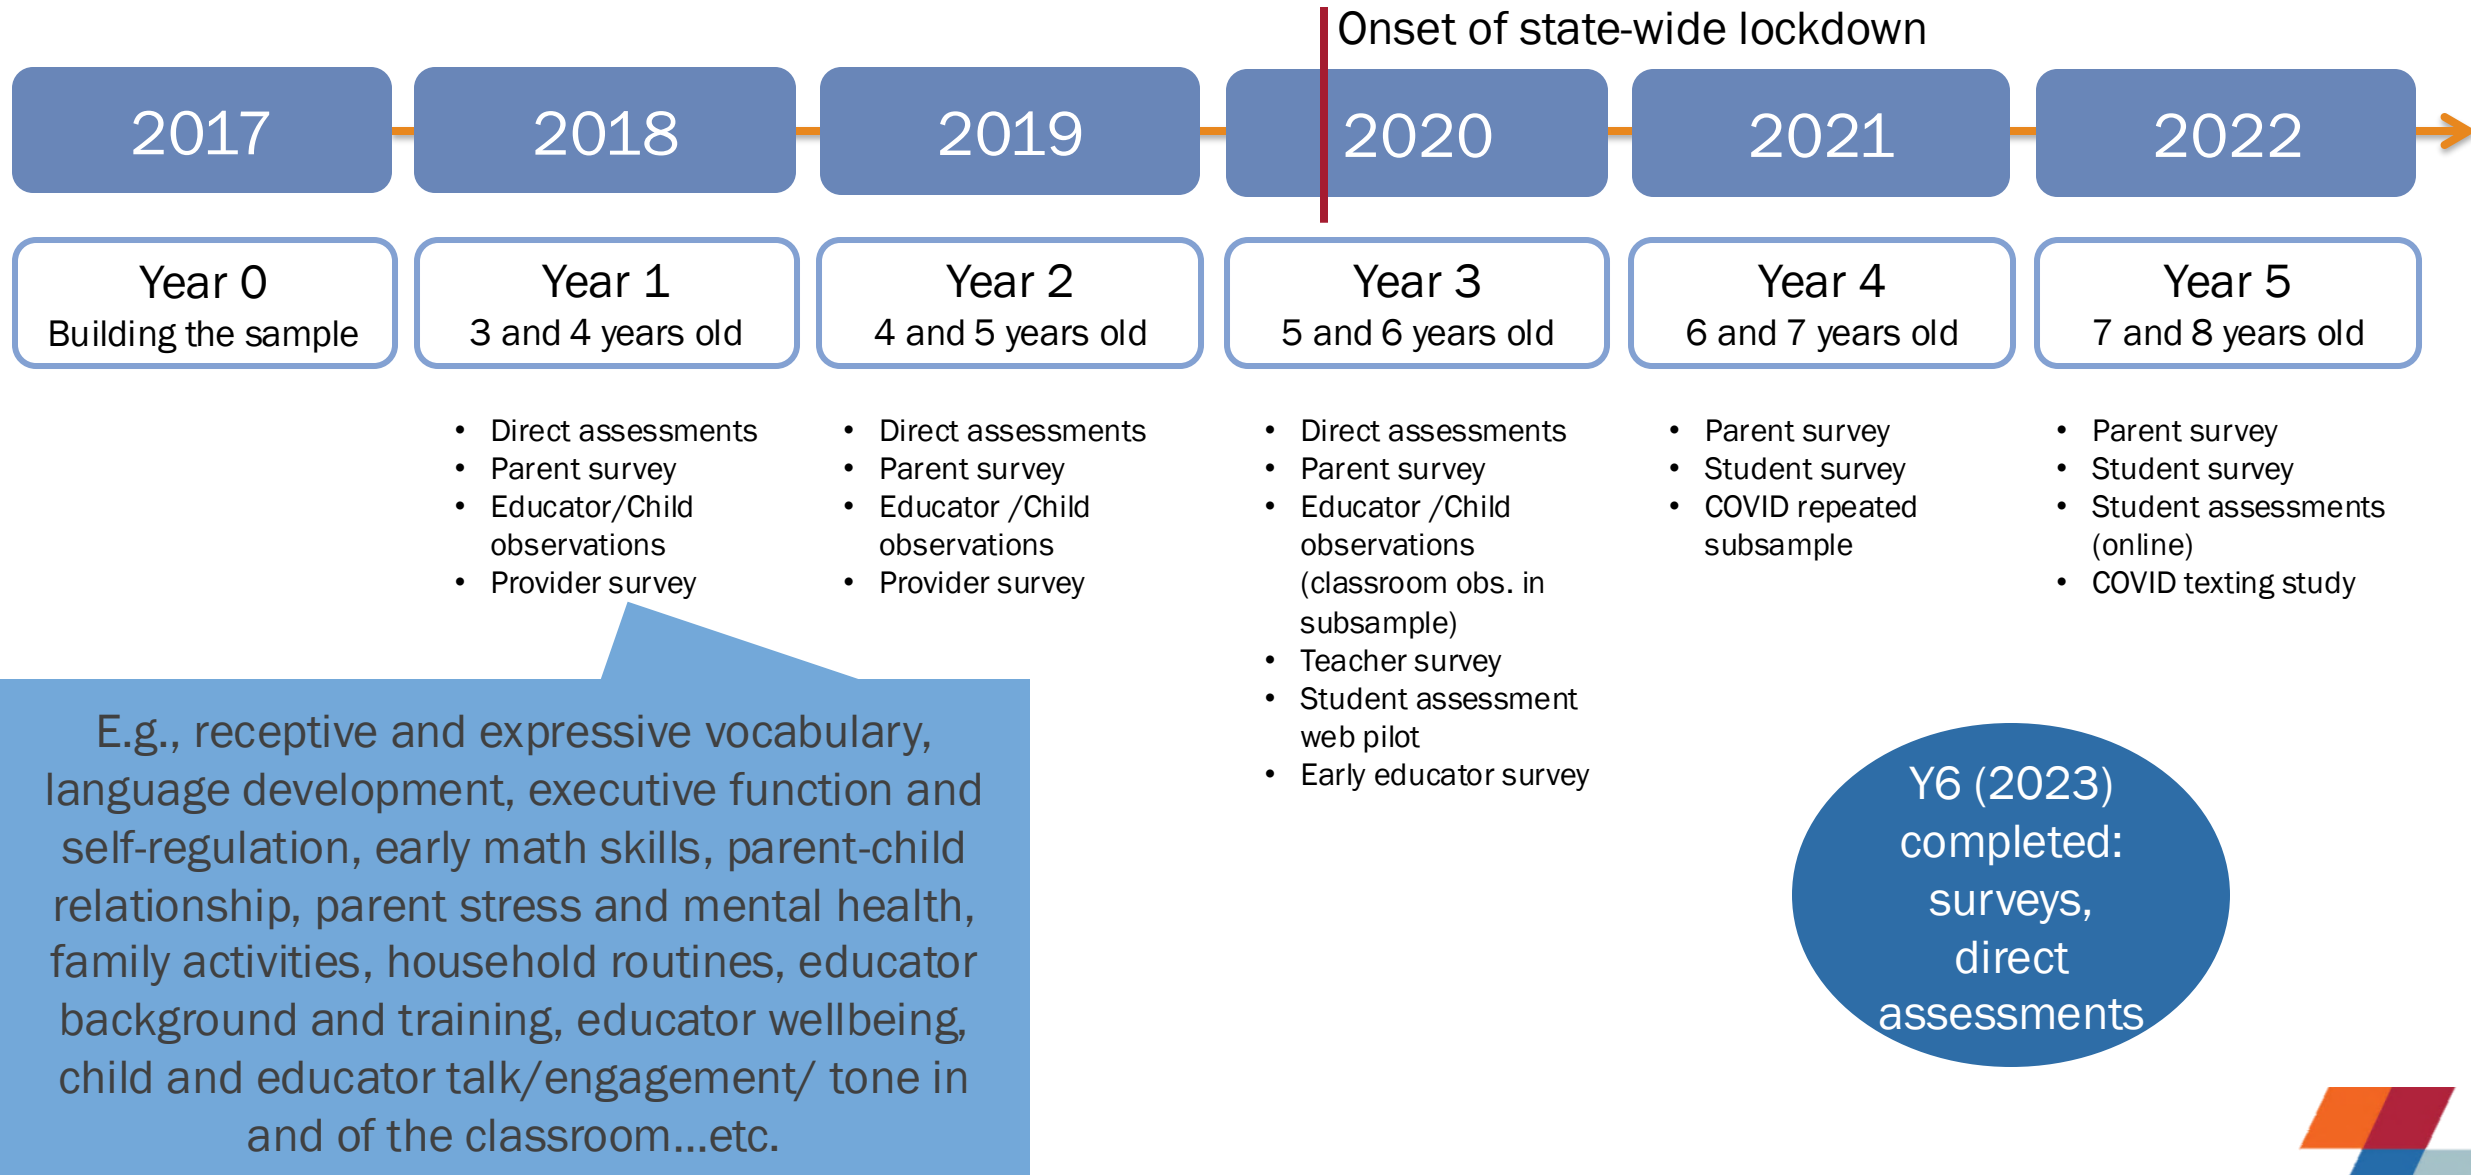 Onset of state-wide lockdown
2017
2018
2019
2020
2021
2022
Year 0
Building the sample
Year 1
3 and 4 years old
Year 2
4 and 5 years old
Year 3
5 and 6 years old
Year 4
6 and 7 years old
Year 5
7 and 8 years old
• Direct assessments
• Parent survey
• Educator/Child
observations
• Provider survey
• Direct assessments
• Parent survey
• Educator /Child
observations
• Provider survey
• Direct assessments
• Parent survey
• Educator /Child
observations
(classroom obs. in
subsample)
• Teacher survey
• Student assessment
web pilot
• Early educator survey
• Parent survey
• Student survey
• COVID repeated
subsample
• Parent survey
• Student survey
• Student assessments
(online)
• COVID texting study
E.g., receptive and expressive vocabulary,
language development, executive function and
self-regulation, early math skills, parent-child
relationship, parent stress and mental health,
family activities, household routines, educator
background and training, educator wellbeing,
child and educator talk/engagement/ tone in
and of the classroom...etc.
Y6 (2023)
completed:
surveys,
direct
assessments